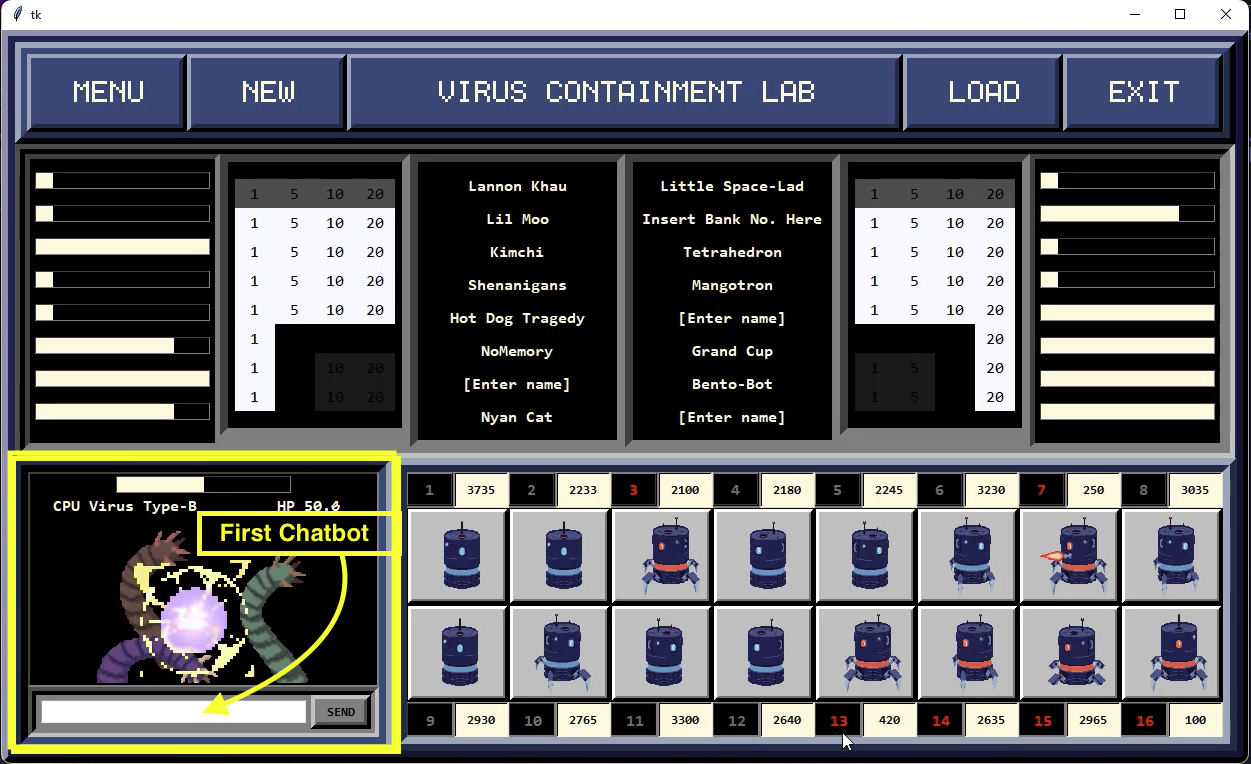 tk
MENU
NEW
VIRUS CONTAINMENT LAB
LOAD
EXIT
1 5 10 20
1 5 10 20
1 5 10 20
1 5 10 20
1 5 10 20
1
1 10 20
1 10 20
Lannon Khau
Lil Moo
Kimchi
Shenanigans
Hot Dog Tragedy
NoMemory
[Enter name]
Nyan Cat
Little Space-Lad
Insert Bank No. Here
Tetrahedron
Mangotron
[Enter name]
Grand Cup
Bento-Bot
[Enter name]
1 5 10 20
1 5 10 20
1 5 10 20
1 5 10 20
1 5 10 20
20
1 5 20
1 5 20
CPU Virus Type-B HP 50.0
First Chatbot
SEND
1 3735 2 2233 3 2100 4 2180 5 2245 6 3230 7 250 8 3035
9 2930 10 2765 11 3300 12 2640 13 420 14 2635 15 2965 16 100